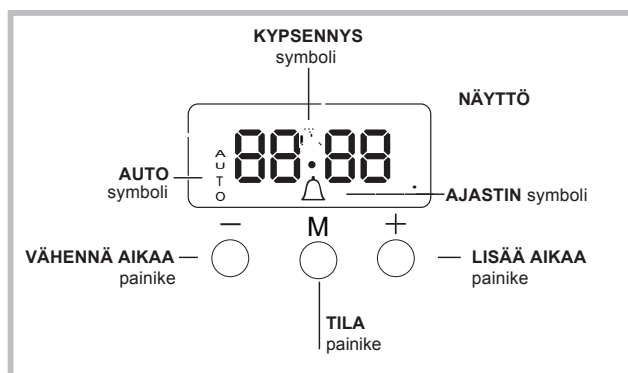 KYPSENNYS
symboli
NÄYTTÖ
88:88
AUTO
AUTO
symboli
AJASTIN symboli
− M +
VÄHENNÄ AIKAA
painike
LISÄÄ AIKAA
painike
TILA
painike